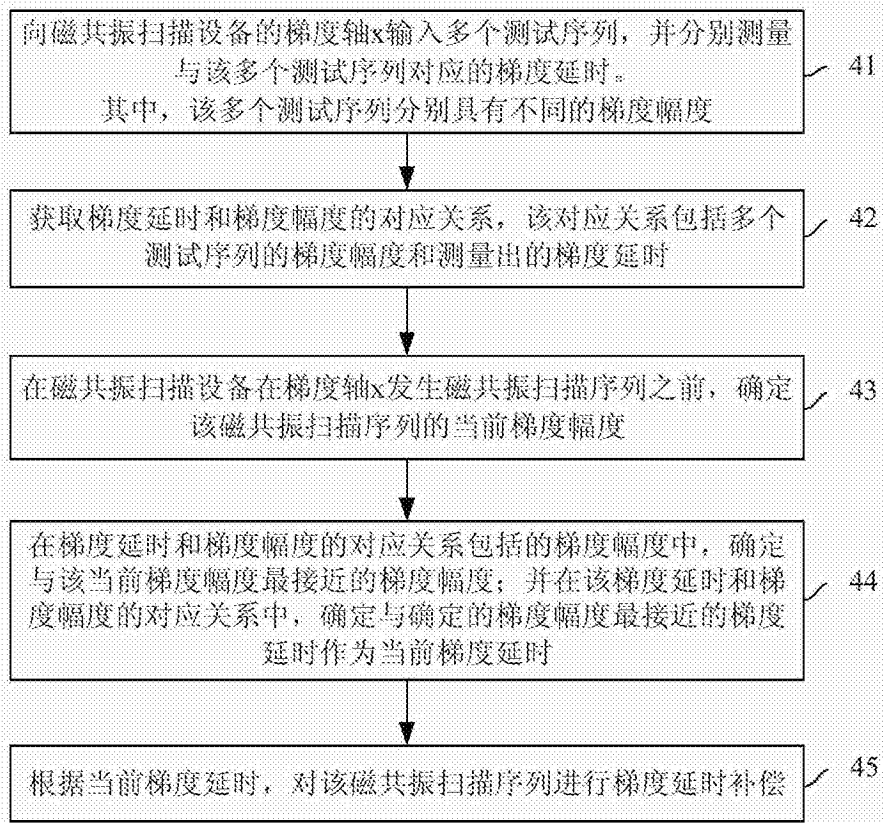 向磁共振扫描设备的梯度轴x输入多个测试序列，并分别测量
与该多个测试序列对应的梯度延时。
其中，该多个测试序列分别具有不同的梯度幅度
41
获取梯度延时和梯度幅度的对应关系，该对应关系包括多个
测试序列的梯度幅度和测量出的梯度延时
42
在磁共振扫描设备在梯度轴x发生磁共振扫描序列之前，确定
该磁共振扫描序列的当前梯度幅度
43
在梯度延时和梯度幅度的对应关系包括的梯度幅度中，确定
与该当前梯度幅度最接近的梯度幅度；并在该梯度延时和梯
度幅度的对应关系中，确定与确定的梯度幅度最接近的梯度
延时作为当前梯度延时
44
根据当前梯度延时，对该磁共振扫描序列进行梯度延时补偿
45